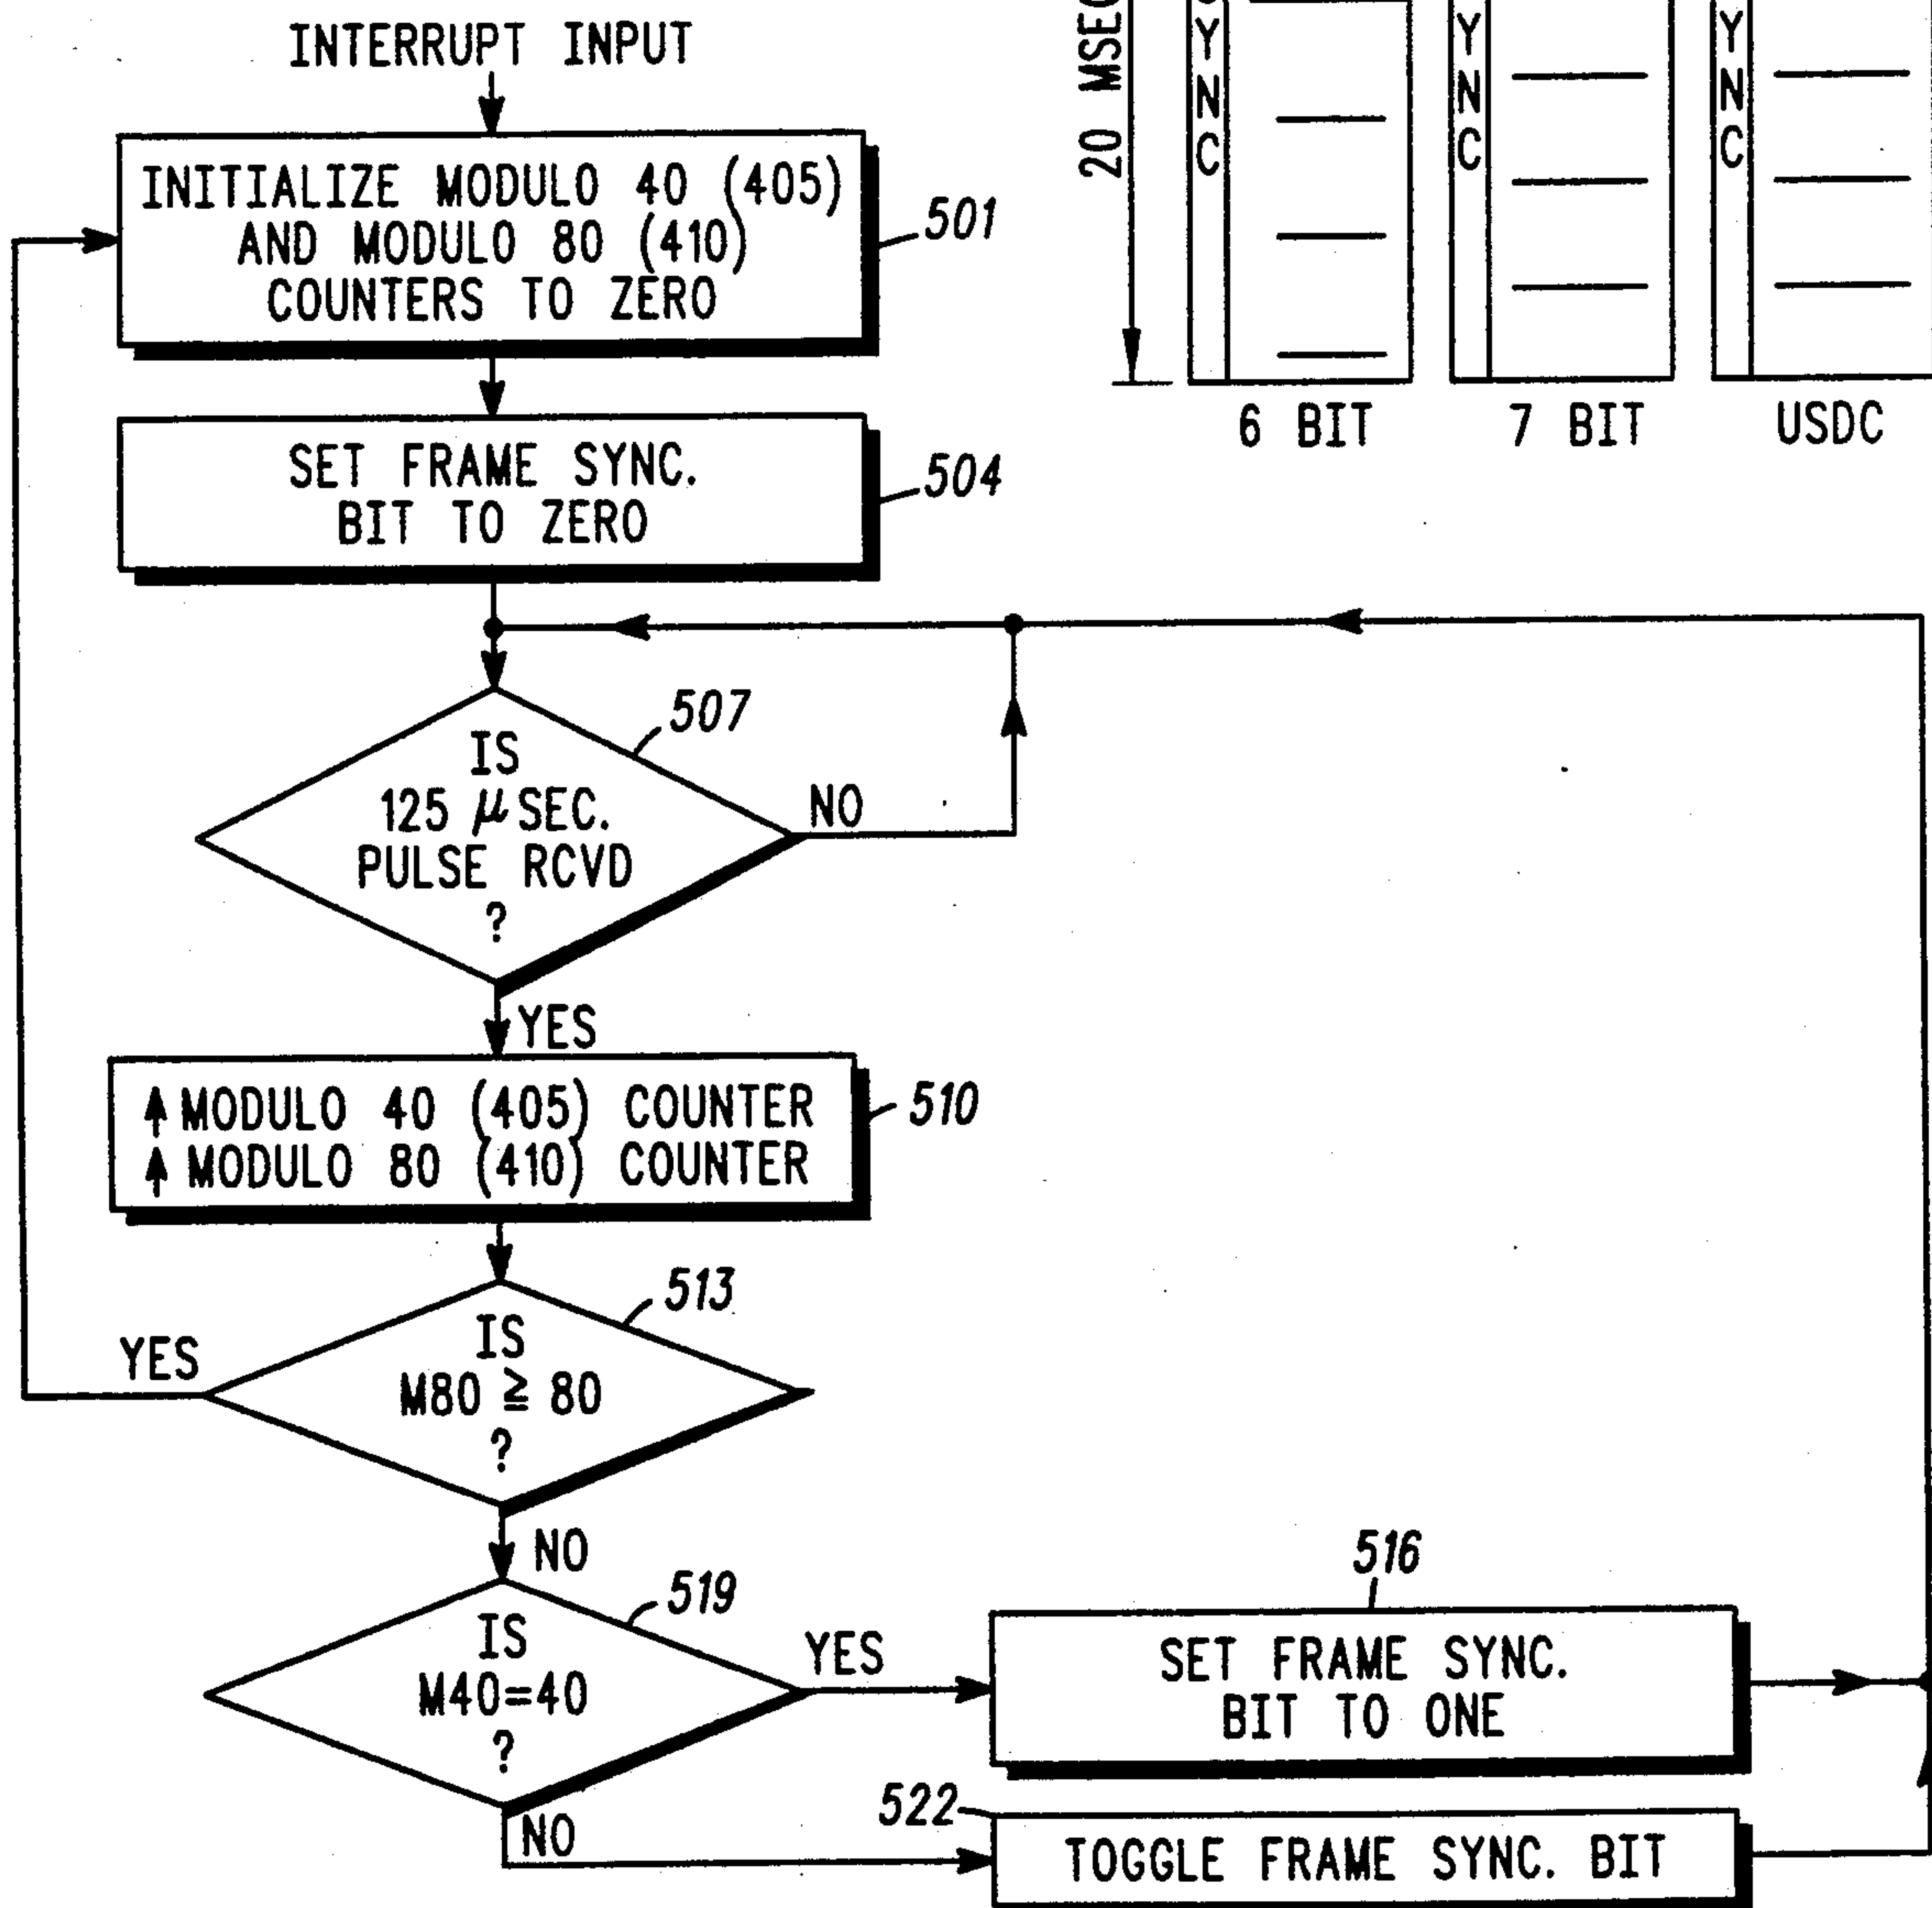 INTERRUPT INPUT
INITIALIZE MODULO 40 (405)
AND MODULO 80 (410)
COUNTERS TO ZERO
501
SET FRAME SYNC.
BIT TO ZERO
504
IS
125 μSEC.
PULSE RCVD
?
507
NO
YES
↑ MODULO 40 (405) COUNTER
↑ MODULO 80 (410) COUNTER
510
IS
M80 ≧ 80
?
513
YES
NO
IS
M40=40
?
519
YES
NO
516
SET FRAME SYNC.
BIT TO ONE
522
TOGGLE FRAME SYNC. BIT
20 MSEC
YNC
YNC
YNC
6 BIT
7 BIT
USDC